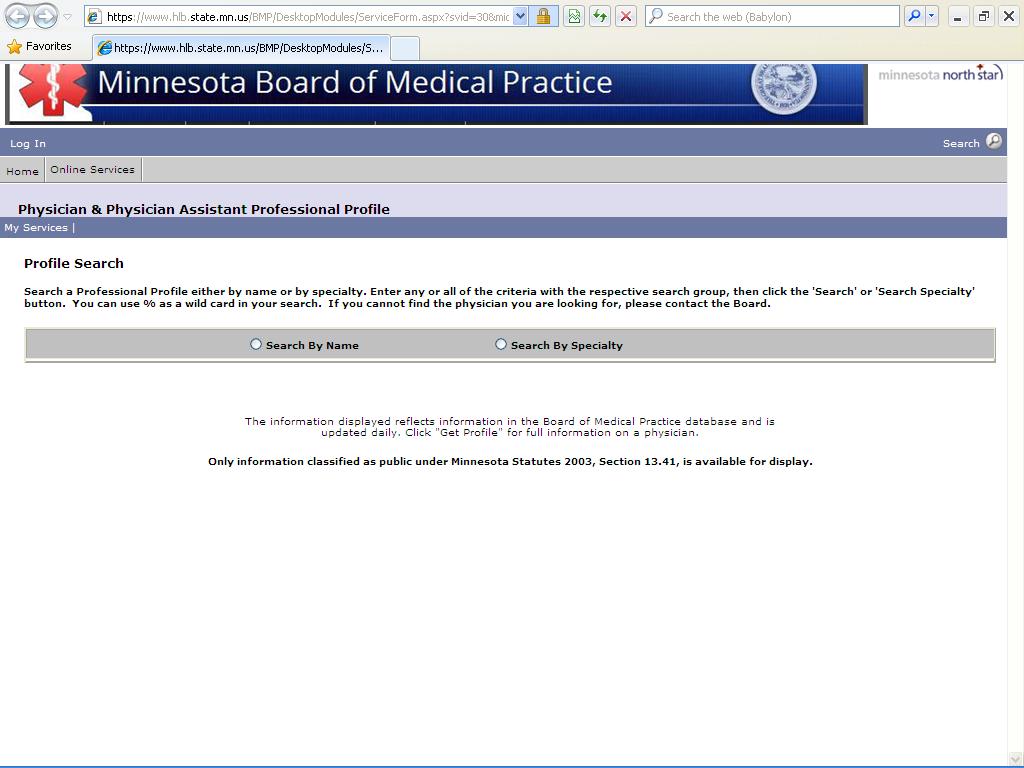 https://www.hlb.state.mn.us/BMP/DesktopModules/ServiceForm.aspx?svid=30&mic
Search the web (Babylon)
Favorites
https://www.hlb.state.mn.us/BMP/DesktopModules/S...
Minnesota Board of Medical Practice
minnesota north star
Log In
Search
Home
Online Services
Physician & Physician Assistant Professional Profile
My Services |
Profile Search
Search a Professional Profile either by name or by specialty. Enter any or all of the criteria with the respective search group, then click the 'Search' or 'Search Specialty'
button. You can use % as a wild card in your search. If you cannot find the physician you are looking for, please contact the Board.
Search By Name
Search By Specialty
The information displayed reflects information in the Board of Medical Practice database and is
updated daily. Click "Get Profile" for full information on a physician.
Only information classified as public under Minnesota Statutes 2003, Section 13.41, is available for display.